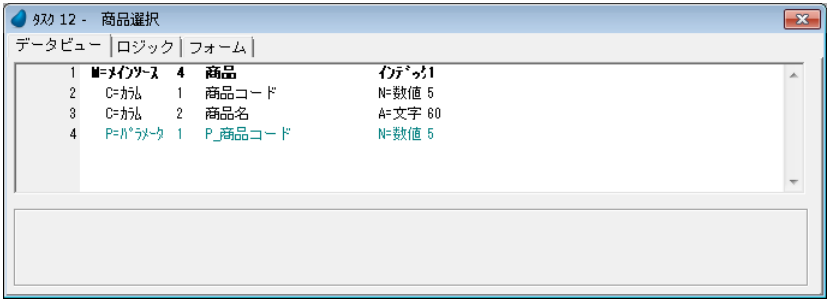 ﾀｽｸ 12 - 商品選択
データビュー ロジック フォーム
1 M=ﾒｲﾝｿｰｽ 4 商品 ｲﾝﾃﾞｯｸ1
2 C=ｶﾗﾑ 1 商品コード N=数値 5
3 C=ｶﾗﾑ 2 商品名 A=文字 60
4 P=ﾊﾟﾗﾒｰﾀ 1 P_商品コード N=数値 5